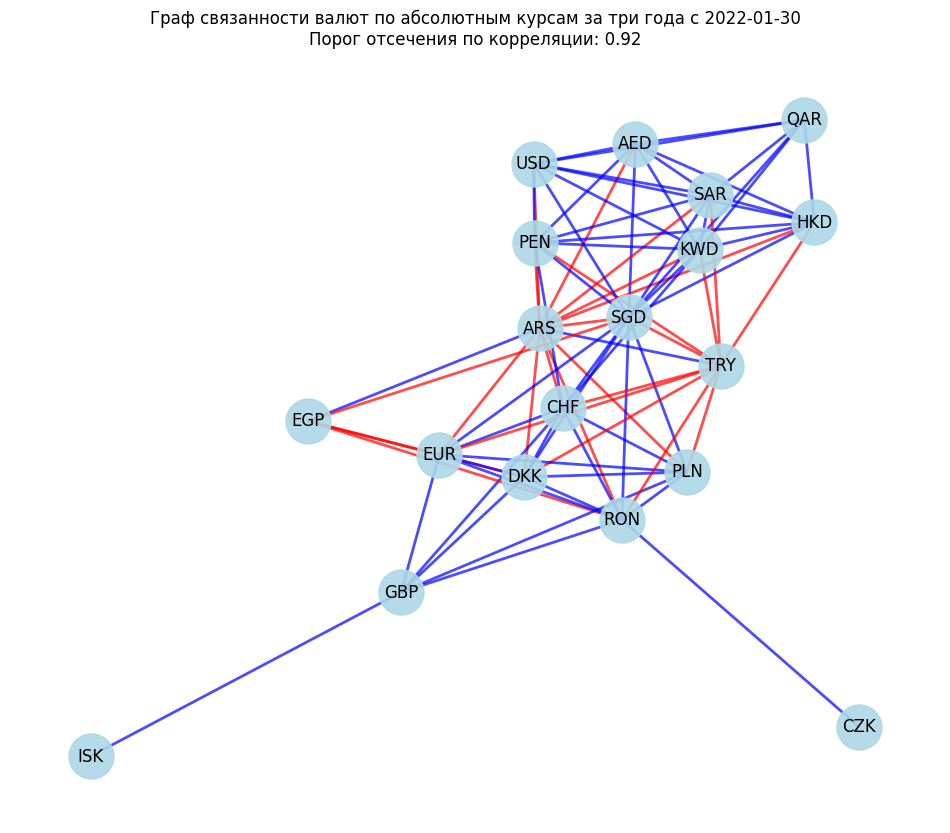 Граф связанности валют по абсолютным курсам за три года с 2022-01-30
Порог отсечения по корреляции: 0.92
QAR
AED
USD
SAR
HKD
PEN
KWD
SGD
ARS
TRY
CHF
EGP
EUR
PLN
DKK
RON
GBP
CZK
ISK